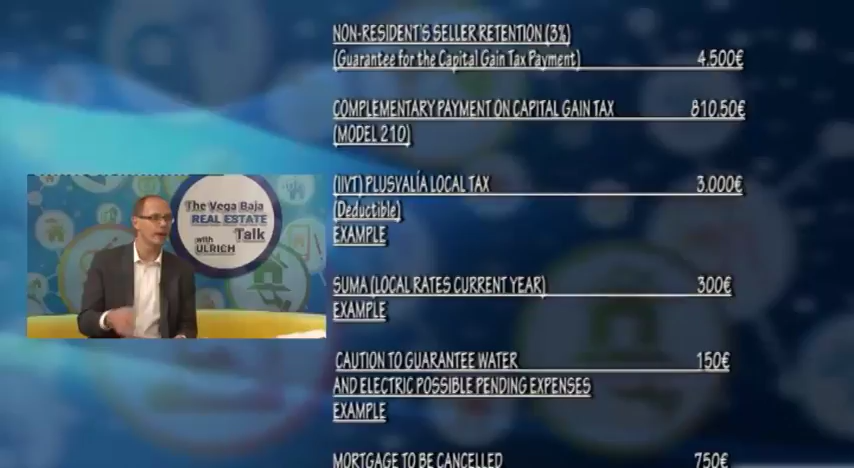 NON-RESIDENT'S SELLER RETENTION (3%)
(Guarantee for the Capital Gain Tax Payment) 4.500€
COMPLEMENTARY PAYMENT ON CAPITAL GAIN TAX 810.50€
(MODEL 210)
(IIVT) PLUSVALÍA LOCAL TAX 3.000€
(Deductible)
EXAMPLE
SUMA (LOCAL RATES CURRENT YEAR) 300€
EXAMPLE
CAUTION TO GUARANTEE WATER 150€
AND ELECTRIC POSSIBLE PENDING EXPENSES
EXAMPLE
MORTGAGE TO BE CANCELLED 750€
The Vega Baja
REAL ESTATE
Talk
with
ULRICH